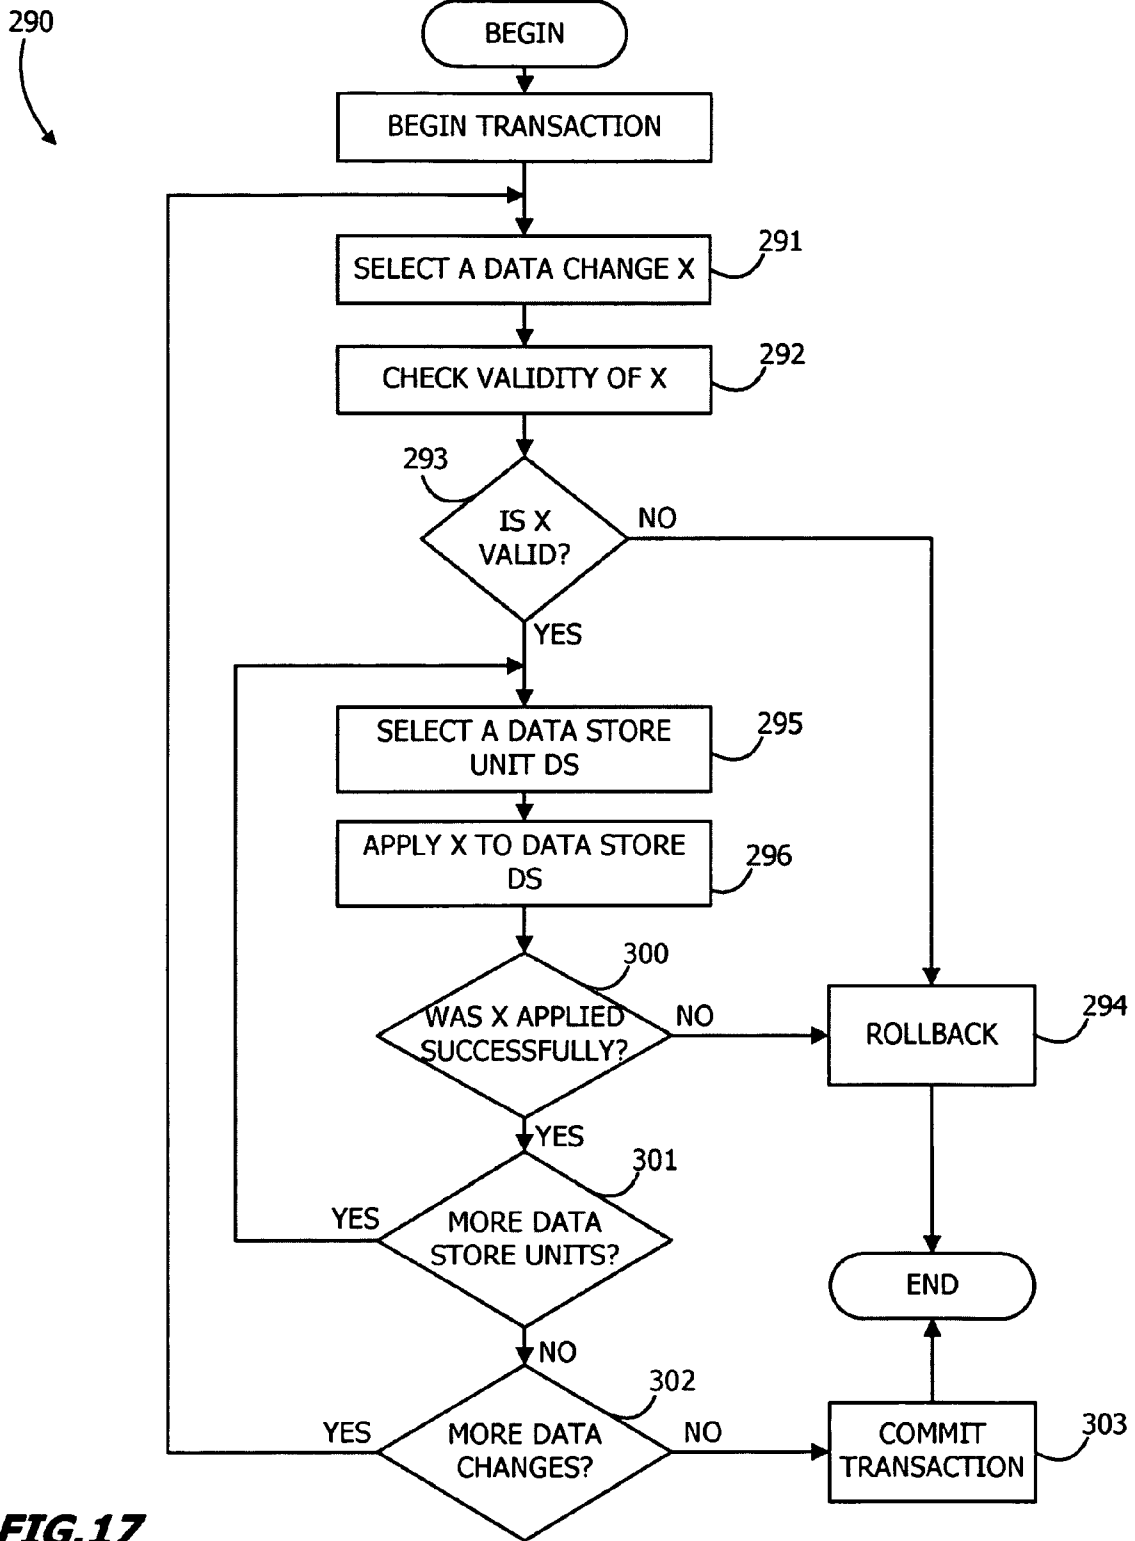 290
BEGIN
BEGIN TRANSACTION
SELECT A DATA CHANGE X
291
CHECK VALIDITY OF X
292
293
IS X
VALID?
NO
YES
SELECT A DATA STORE
UNIT DS
295
APPLY X TO DATA STORE
DS
296
300
WAS X APPLIED
SUCCESSFULLY?
NO
ROLLBACK
294
YES
301
MORE DATA
STORE UNITS?
YES
END
NO
302
MORE DATA
CHANGES?
YES
NO
COMMIT
TRANSACTION
303
FIG.17